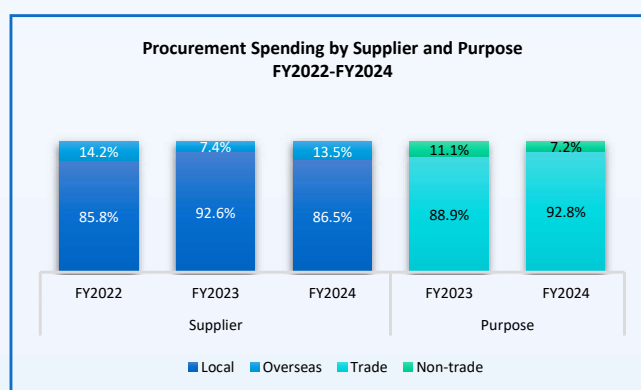 Procurement Spending by Supplier and Purpose
FY2022-FY2024
14.2% 7.4% 13.5% 11.1% 7.2%
85.8% 92.6% 86.5% 88.9% 92.8%
FY2022 FY2023 FY2024 FY2023 FY2024
Supplier Purpose
Local Overseas Trade Non-trade